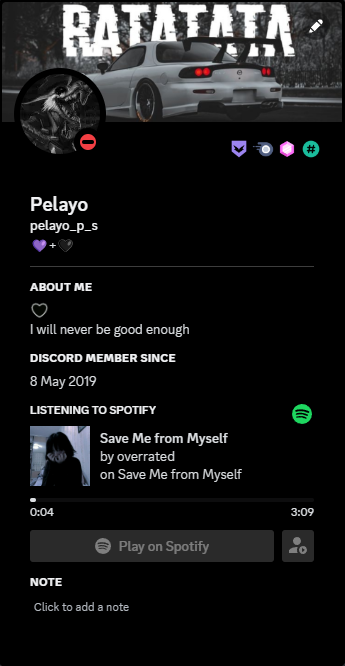 RATATATA
Pelayo
pelayo_p_s
💜+🖤
ABOUT ME
I will never be good enough
DISCORD MEMBER SINCE
8 May 2019
LISTENING TO SPOTIFY
Save Me from Myself
by overrated
on Save Me from Myself
0:04 3:09
Play on Spotify
NOTE
Click to add a note